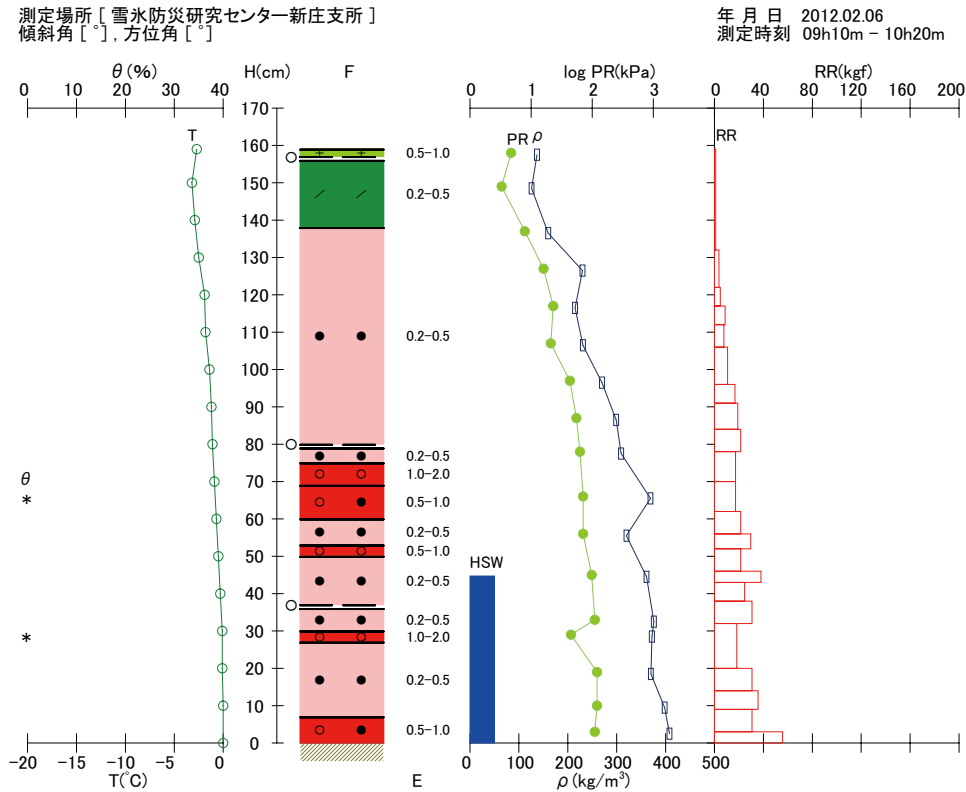 測定場所 [ 雪氷防災研究センター新庄支所 ]
傾斜角 [ ° ] , 方位角 [ ° ]
年 月 日 2012.02.06
測定時刻 09h10m − 10h20m
θ (%) H(cm) F log PR(kPa) RR(kgf)
0 10 20 30 40
0 1 2 3
0 40 80 120 160 200
170
160
150
140
130
120
110
100
90
80
70
60
50
40
30
20
10
0
T
θ
*
*
0.5−1.0
0.2−0.5
0.2−0.5
0.2−0.5
1.0−2.0
0.5−1.0
0.2−0.5
0.5−1.0
0.2−0.5
0.2−0.5
1.0−2.0
0.2−0.5
0.5−1.0
PR ρ
RR
HSW
-20 -15 -10 -5 0
T(°C)
E
0 100 200 300 400 500
ρ (kg/m³)